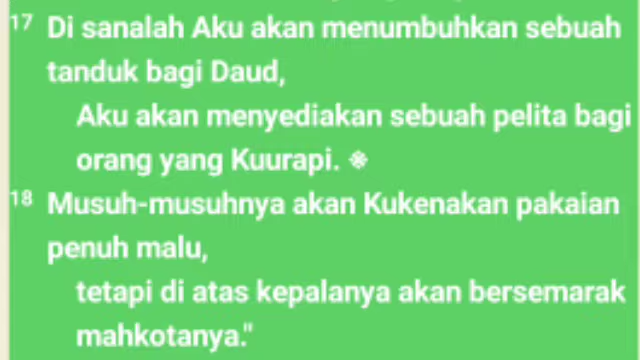 17 Di sanalah Aku akan menumbuhkan sebuah
tanduk bagi Daud,
Aku akan menyediakan sebuah pelita bagi
orang yang Kuurapi. ※
18 Musuh-musuhnya akan Kukenakan pakaian
penuh malu,
tetapi di atas kepalanya akan bersemarak
mahkotanya."